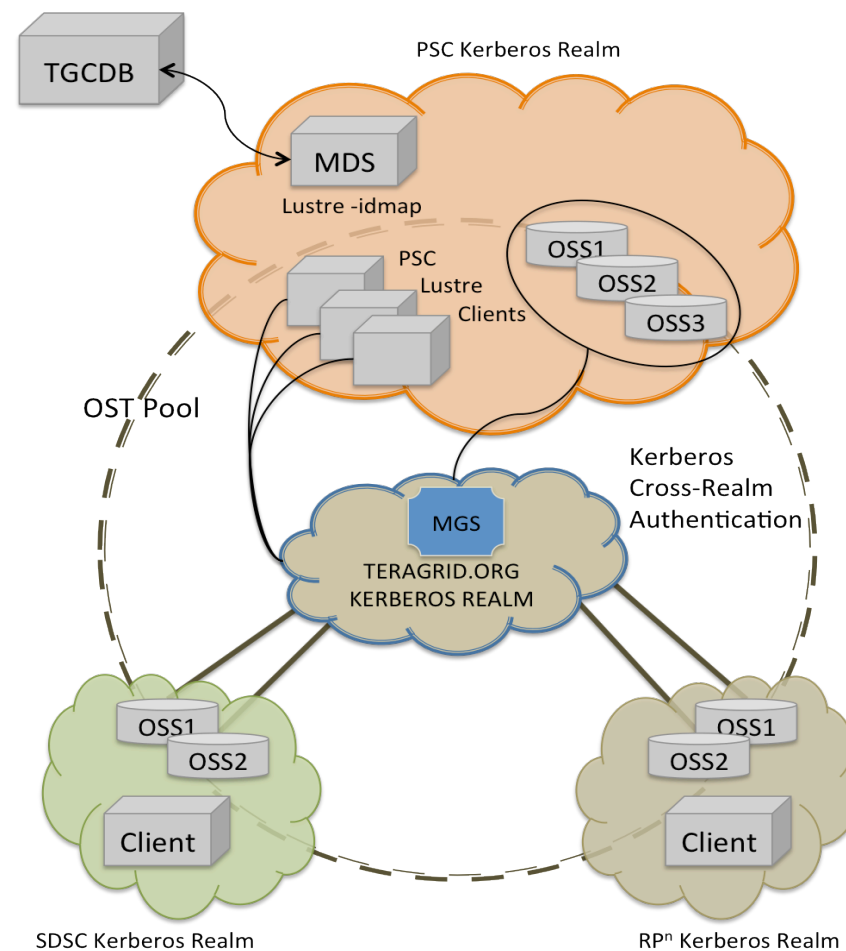 PSC Kerberos Realm
TGCDB
MDS
Lustre -idmap
PSC
Lustre
Clients
OSS1
OSS2
OSS3
OST Pool
Kerberos
Cross-Realm
Authentication
MGS
TERAGRID.ORG
KERBEROS REALM
OSS1
OSS2
Client
SDSC Kerberos Realm
OSS1
OSS2
Client
RPⁿ Kerberos Realm